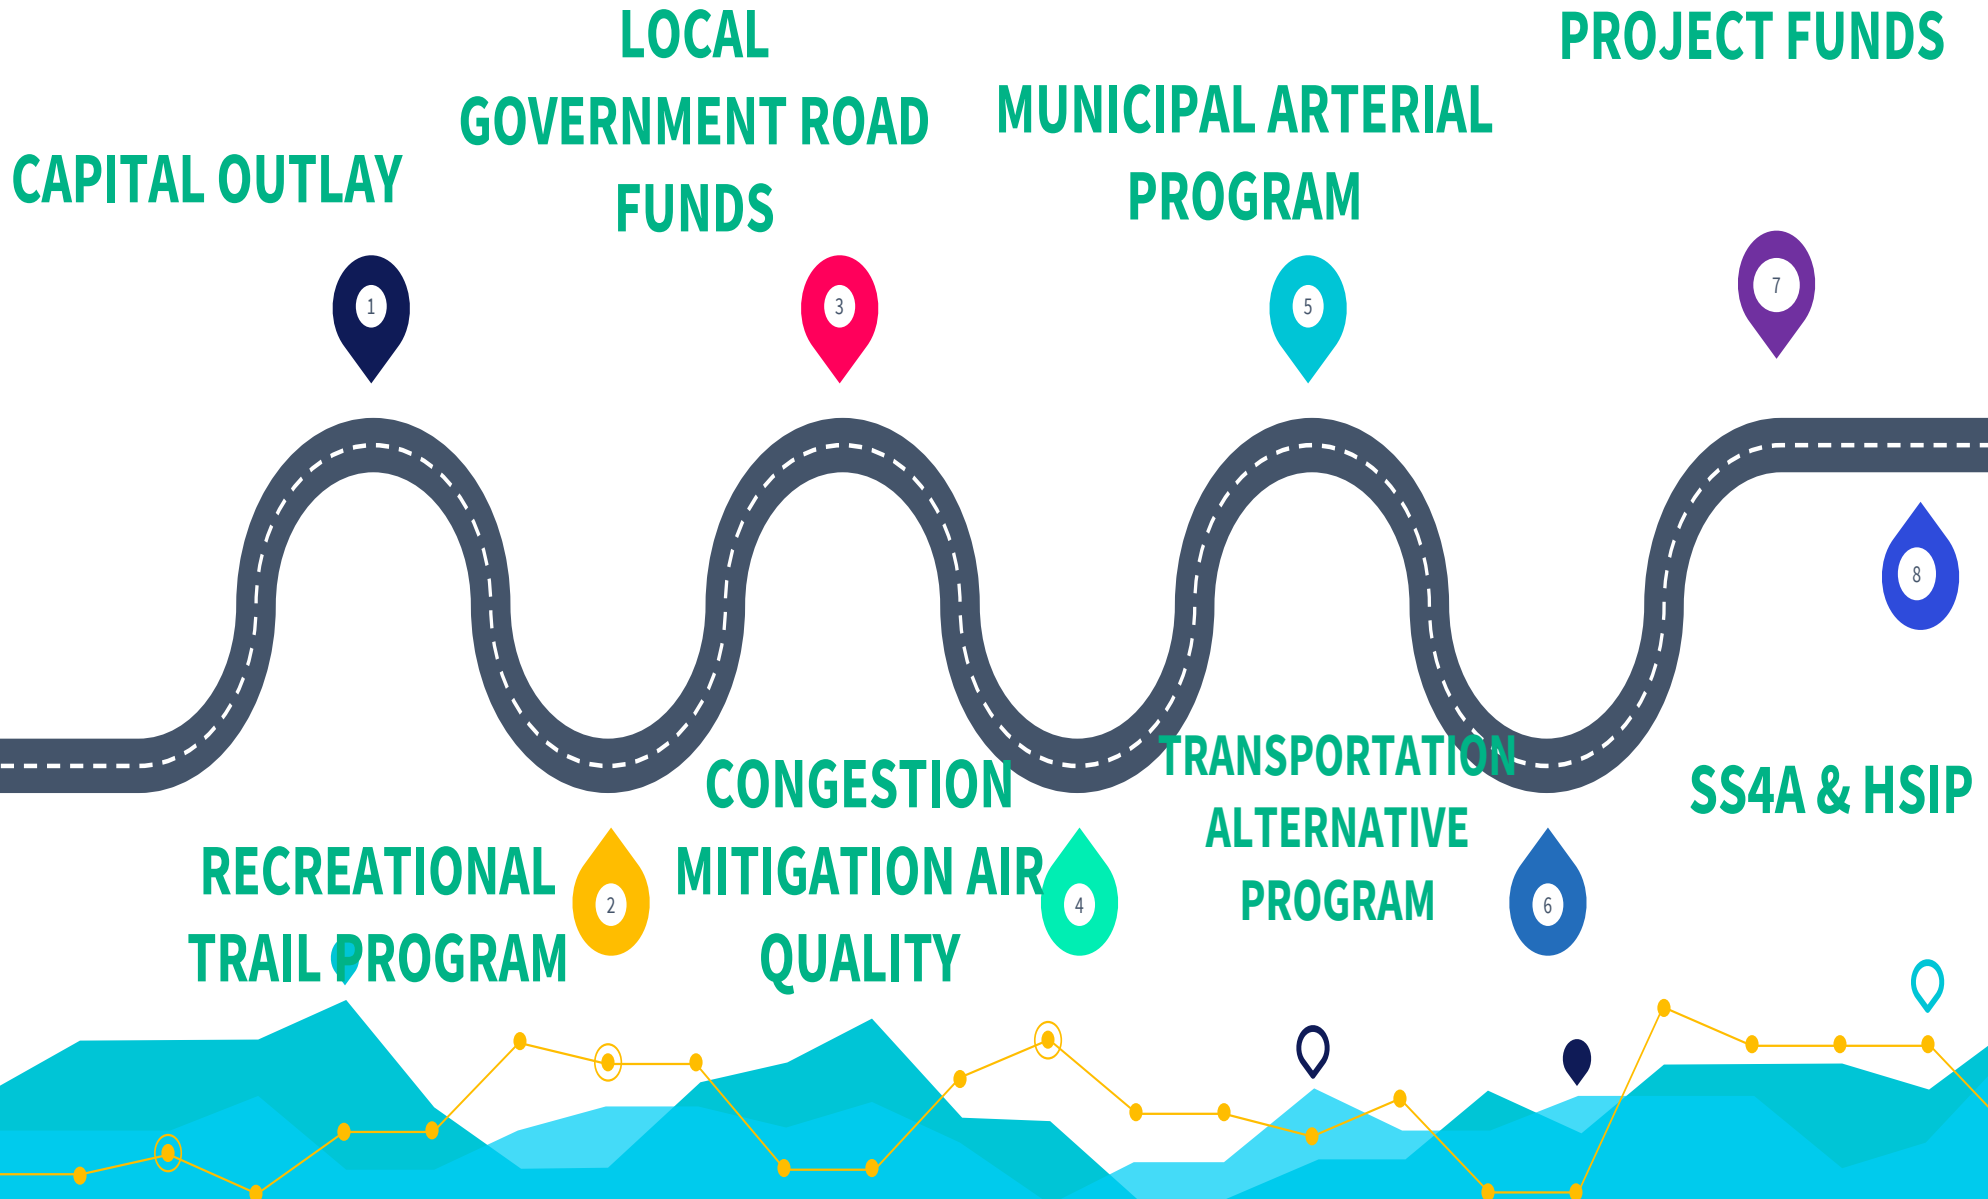 CAPITAL OUTLAY
1
RECREATIONAL
TRAIL PROGRAM
2
LOCAL
GOVERNMENT ROAD
FUNDS
3
CONGESTION
MITIGATION AIR
QUALITY
4
MUNICIPAL ARTERIAL
PROGRAM
5
TRANSPORTATION
ALTERNATIVE
PROGRAM
6
PROJECT FUNDS
7
8
SS4A & HSIP